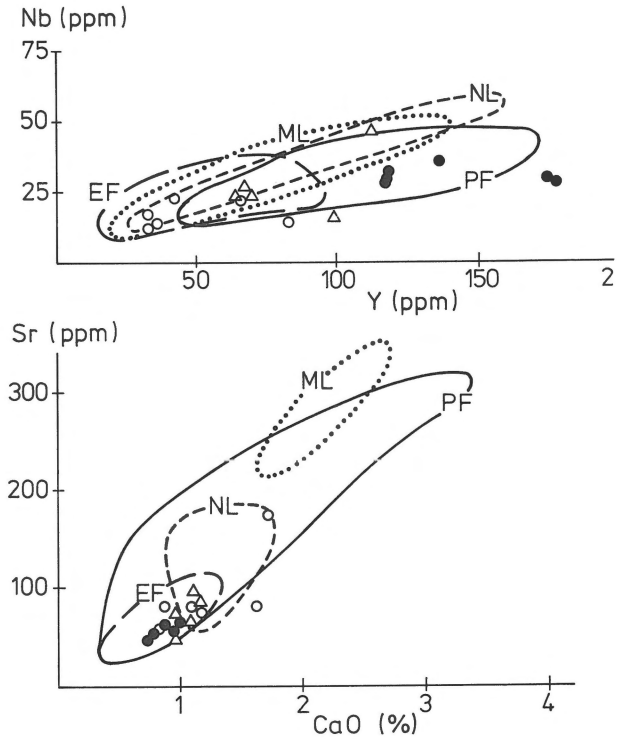 Nb (ppm)
75
50
25
NL
ML
EF
PF
50
100
150
2
Y (ppm)
Sr (ppm)
300
200
100
ML
PF
NL
EF
1
2
3
4
CaO (%)